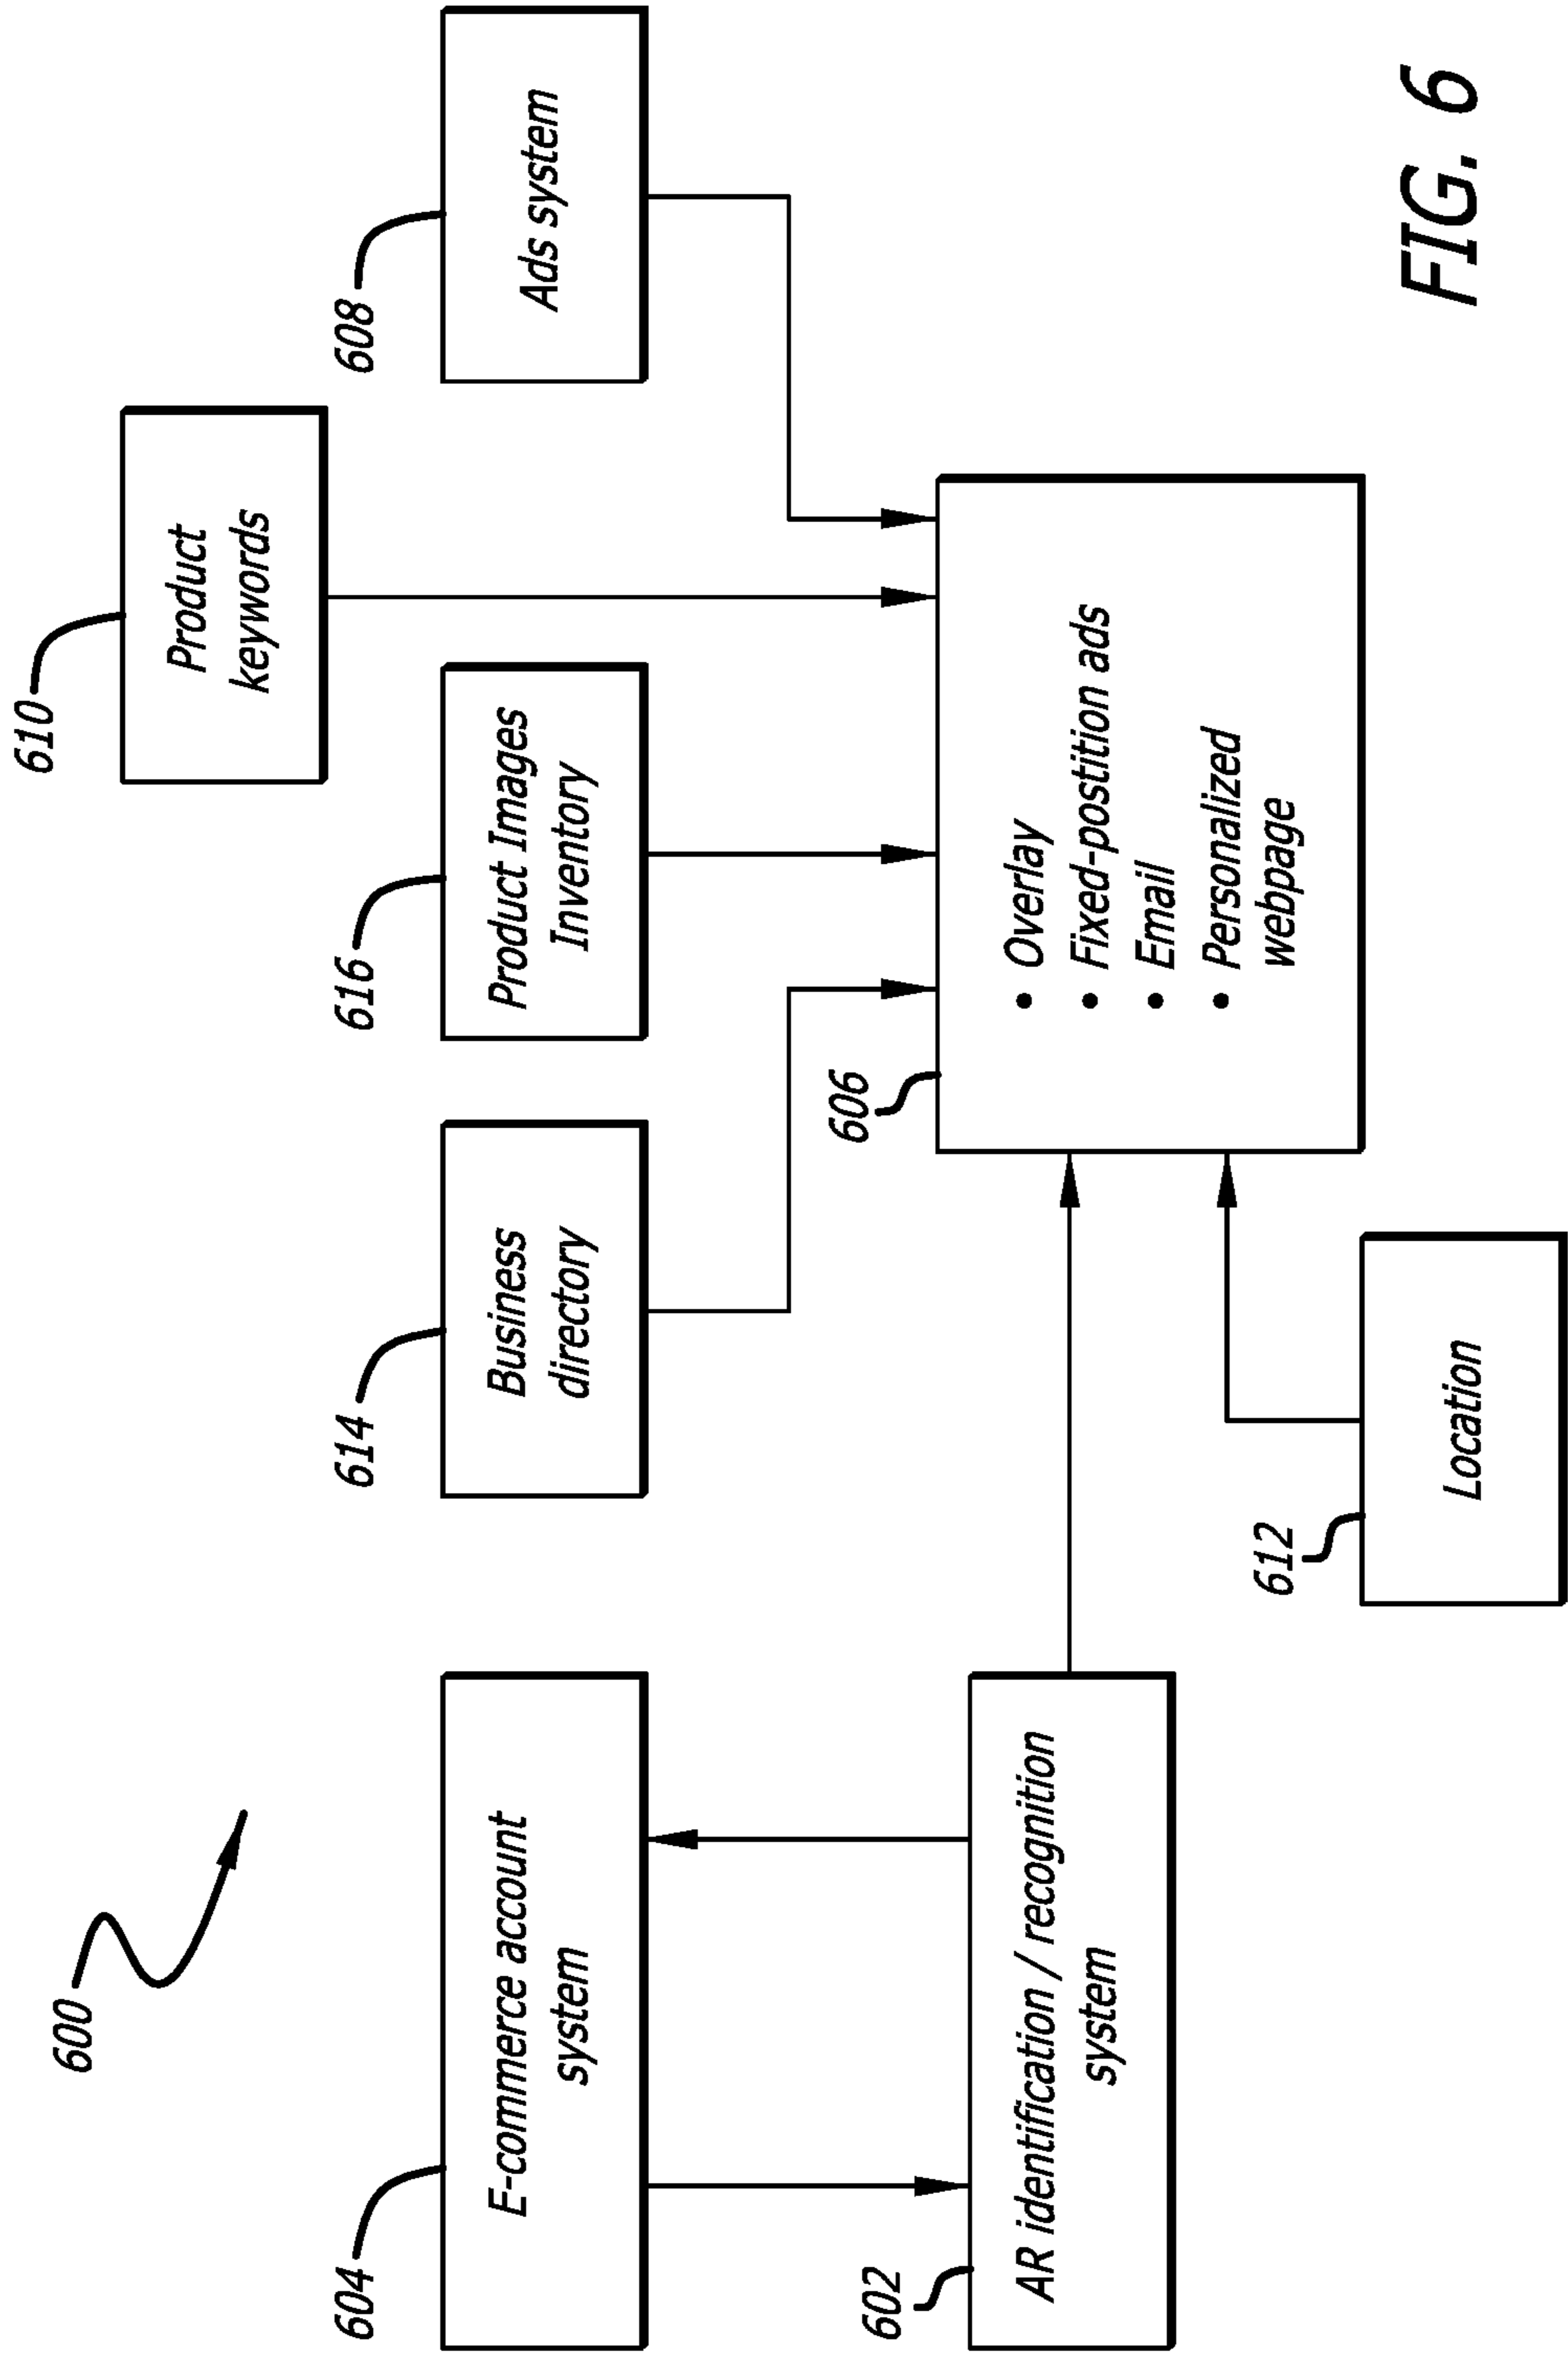 600
610
Product
keywords
604
E-commerce account
system
614
Business
directory
616
Product Images
Inventory
608
Ads system
602
AR identification / recognition
system
606
• Overlay
• Fixed-postition ads
• Email
• Personalized
webpage
612
Location
FIG. 6